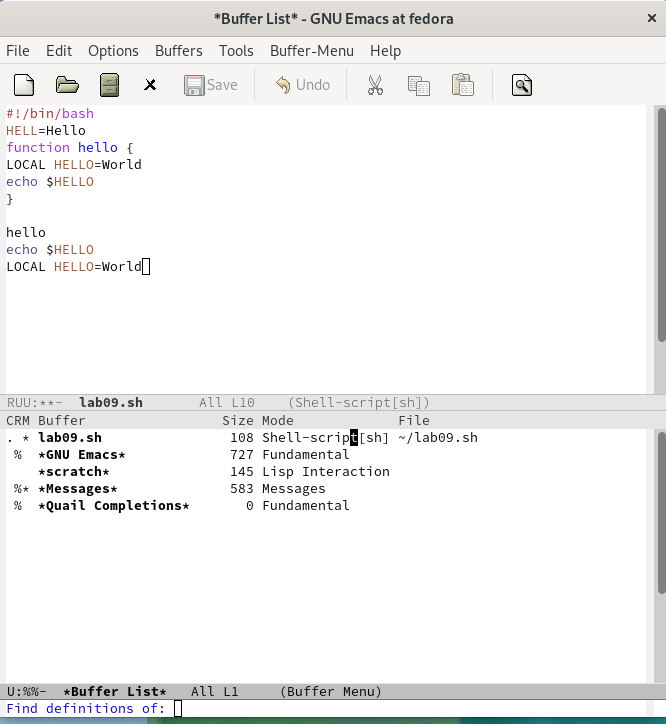 *Buffer List* - GNU Emacs at fedora
File Edit Options Buffers Tools Buffer-Menu Help
Save Undo
#!/bin/bash
HELL=Hello
function hello {
LOCAL HELLO=World
echo $HELLO
}
hello
echo $HELLO
LOCAL HELLO=World
RUU:**- lab09.sh All L10 (Shell-script[sh])
CRM Buffer Size Mode File
. * lab09.sh 108 Shell-script[sh] ~/lab09.sh
% *GNU Emacs* 727 Fundamental
*scratch* 145 Lisp Interaction
%* *Messages* 583 Messages
% *Quail Completions* 0 Fundamental
U:%%- *Buffer List* All L1 (Buffer Menu)
Find definitions of: